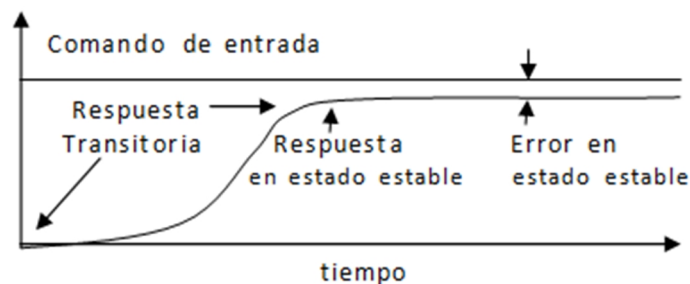 Comando de entrada
Respuesta
Transitoria
Respuesta
en estado estable
Error en
estado estable
tiempo